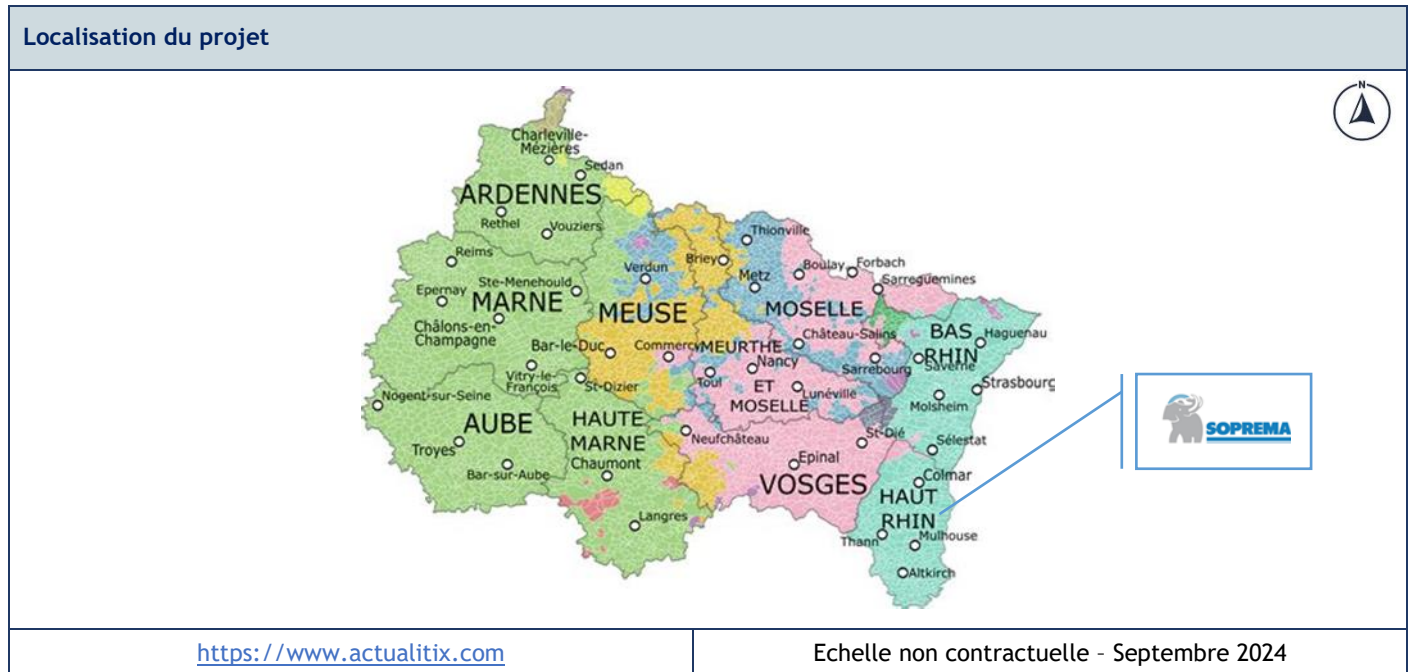 Localisation du projet
N
Charleville-
Mézières
Sedan
ARDENNES
Rethel
Vouziers
Thionville
Reims
Briey
Boulay
Forbach
Verdun
Metz
Sarreguemines
Ste-Menehould
Epernay
MARNE
MEUSE
MOSELLE
Châlons-en-
Champagne
Château-Salins
BAS
RHIN
Haguenau
Bar-le-Duc
Commercy
MEURTHE
Nancy
Sarrebourg
Saverne
Vitry-le-
François
St-Dizier
Toul
ET
MOSELLE
Lunéville
Strasbourg
Nogent-sur-Seine
Molsheim
AUBE
HAUTE
MARNE
Neufchâteau
St-Dié
Sélestat
SOPREMA
Troyes
Chaumont
Epinal
Bar-sur-Aube
VOSGES
Colmar
HAUT
RHIN
Langres
Thann
Mulhouse
Altkirch
https://www.actualitix.com
Echelle non contractuelle – Septembre 2024